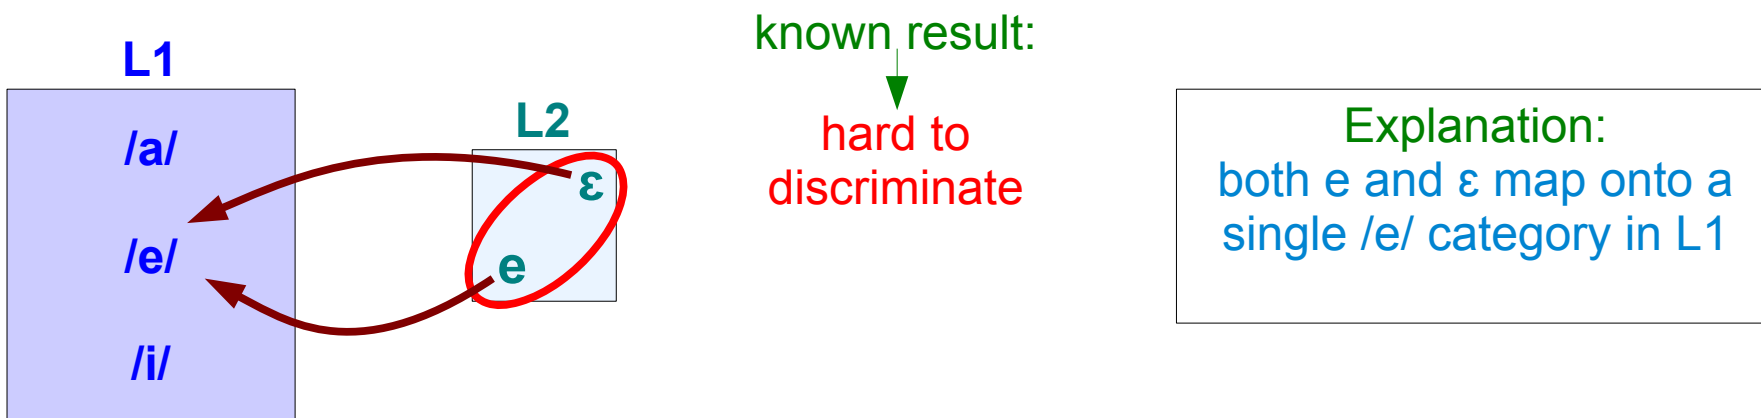 L1
/a/
/e/
/i/
L2
ε
e
known result:
hard to
discriminate
Explanation:
both e and ε map onto a
single /e/ category in L1